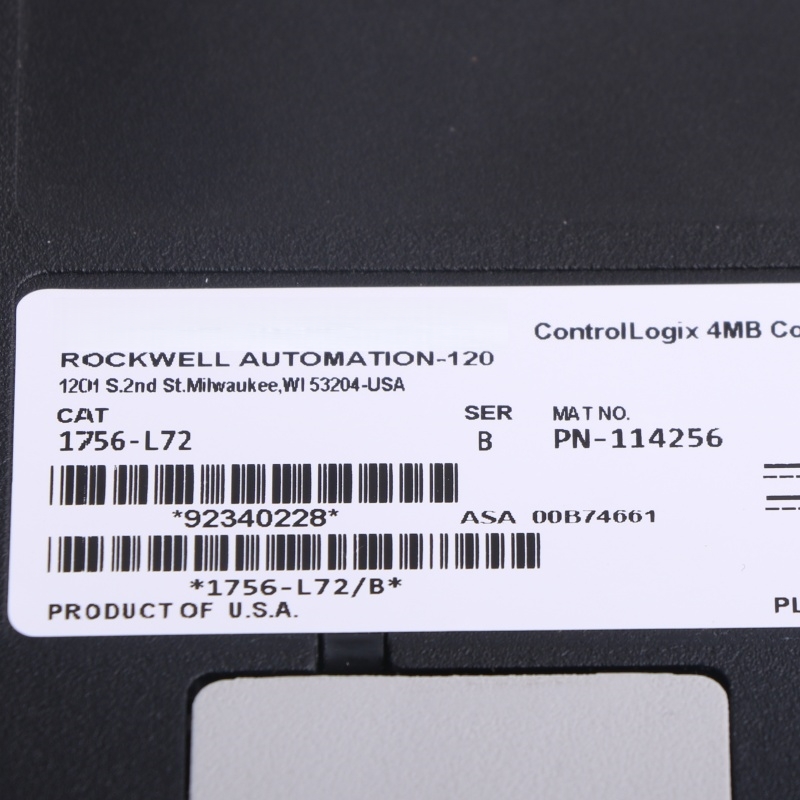 ControlLogix 4MB Co
ROCKWELL AUTOMATION-120
1201 S.2nd St.Milwaukee,WI 53204-USA
CAT SER MAT NO.
1756-L72 B PN-114256
*92340228* ASA 00B74661
*1756-L72/B*
PRODUCT OF U.S.A.
PL